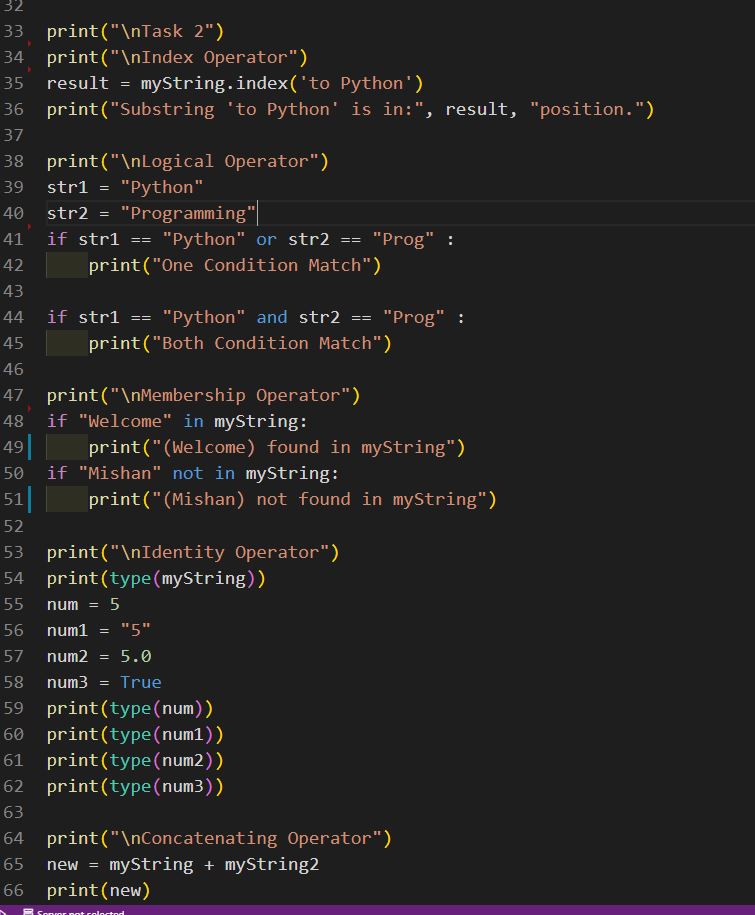 32
33 print("\nTask 2")
34 print("\nIndex Operator")
35 result = myString.index('to Python')
36 print("Substring 'to Python' is in:", result, "position.")
37
38 print("\nLogical Operator")
39 str1 = "Python"
40 str2 = "Programming"
41 if str1 == "Python" or str2 == "Prog" :
42     print("One Condition Match")
43
44 if str1 == "Python" and str2 == "Prog" :
45     print("Both Condition Match")
46
47 print("\nMembership Operator")
48 if "Welcome" in myString:
49     print("(Welcome) found in myString")
50 if "Mishan" not in myString:
51     print("(Mishan) not found in myString")
52
53 print("\nIdentity Operator")
54 print(type(myString))
55 num = 5
56 num1 = "5"
57 num2 = 5.0
58 num3 = True
59 print(type(num))
60 print(type(num1))
61 print(type(num2))
62 print(type(num3))
63
64 print("\nConcatenating Operator")
65 new = myString + myString2
66 print(new)
Server not selected